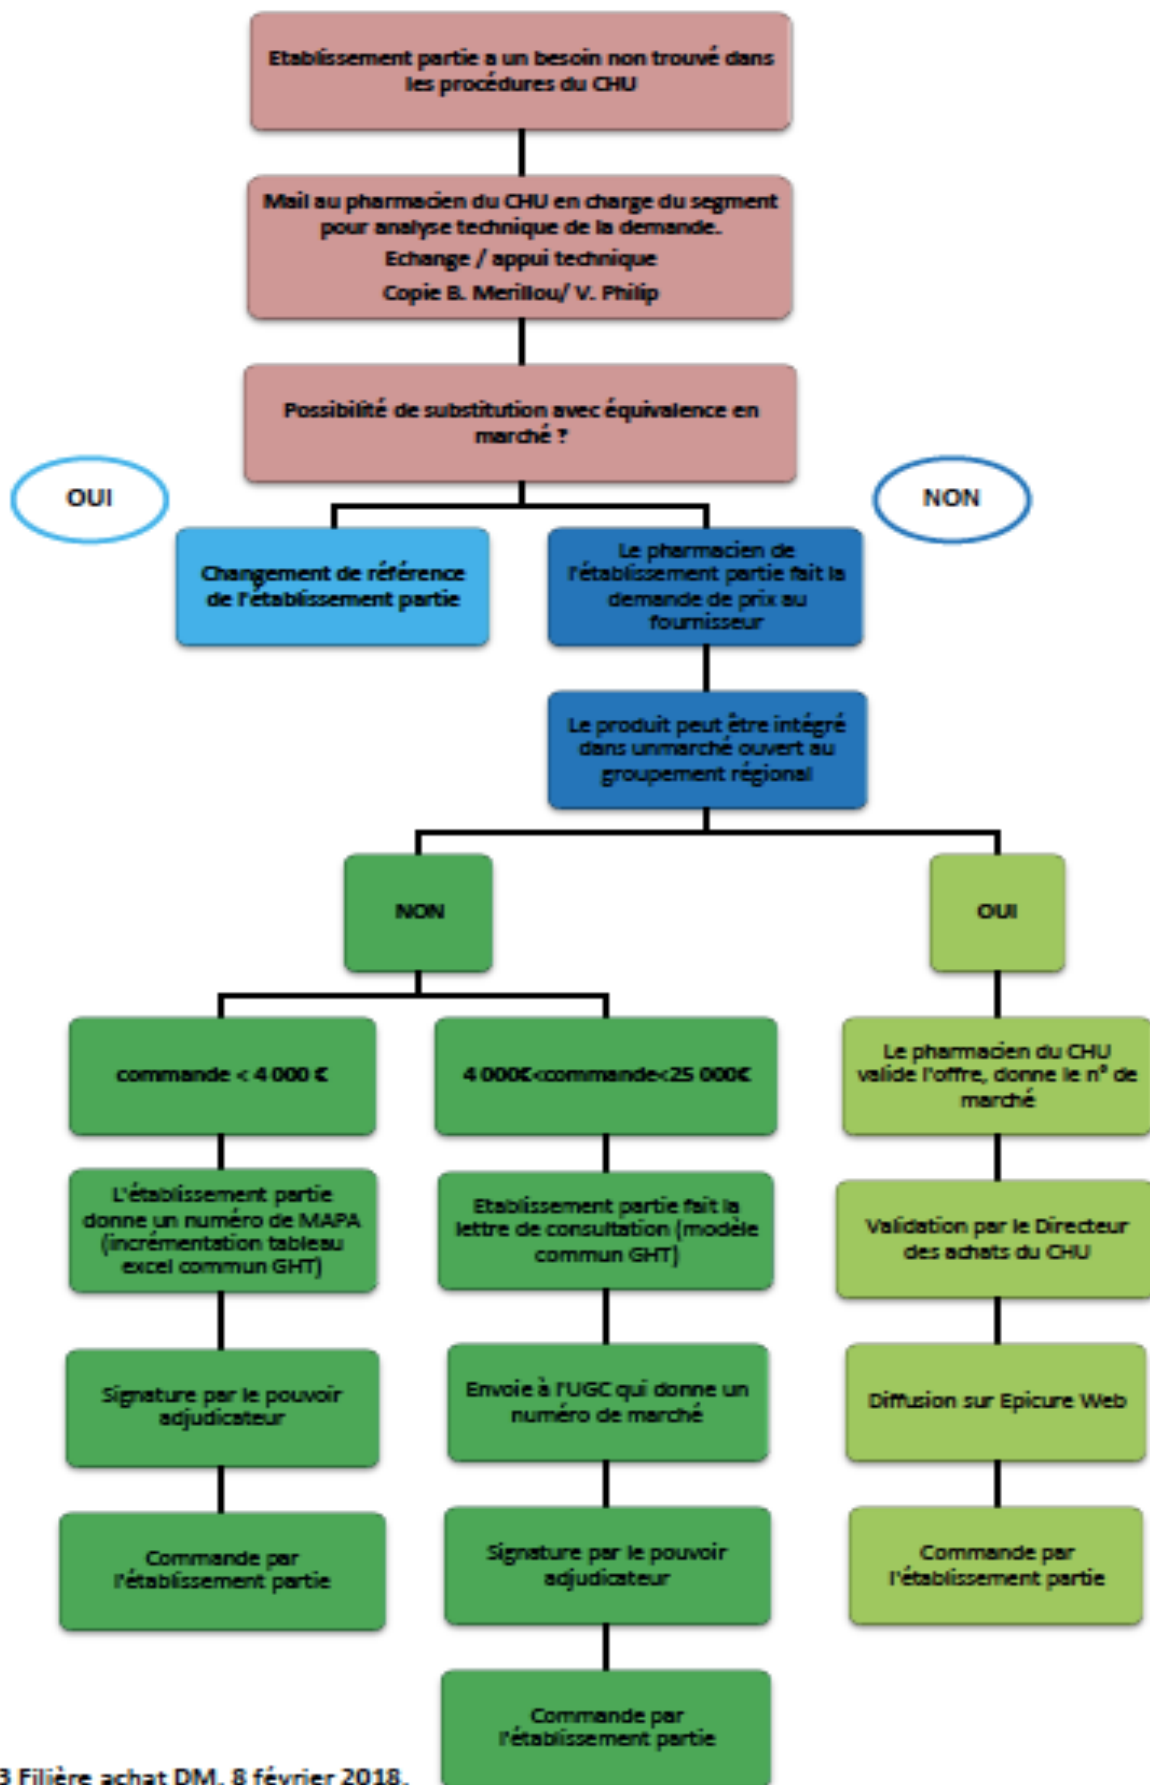 Etablissement partie a un besoin non trouvé dans
les procédures du CHU
Mail au pharmacien du CHU en charge du segment
pour analyse technique de la demande.
Echange / appui technique
Copie B. Merillou/ V. Philip
Possibilité de substitution avec équivalence en
marché ?
OUI
NON
Changement de référence
de l'établissement partie
Le pharmacien de
l'établissement partie fait la
demande de prix au
fournisseur
Le produit peut être intégré
dans unmarché ouvert au
groupement régional
NON
OUI
commande < 4 000 €
4 000€<commande<25 000€
Le pharmacien du CHU
valide l'offre, donne le n° de
marché
L'établissement partie
donne un numéro de MAPA
(incrémentation tableau
excel commun GHT)
Etablissement partie fait la
lettre de consultation (modèle
commun GHT)
Validation par le Directeur
des achats du CHU
Signature par le pouvoir
adjudicateur
Envoie à l'UGC qui donne un
numéro de marché
Diffusion sur Epicure Web
Commande par
l'établissement partie
Signature par le pouvoir
adjudicateur
Commande par
l'établissement partie
Commande par
l'établissement partie
3 Filière achat DM. 8 février 2018.